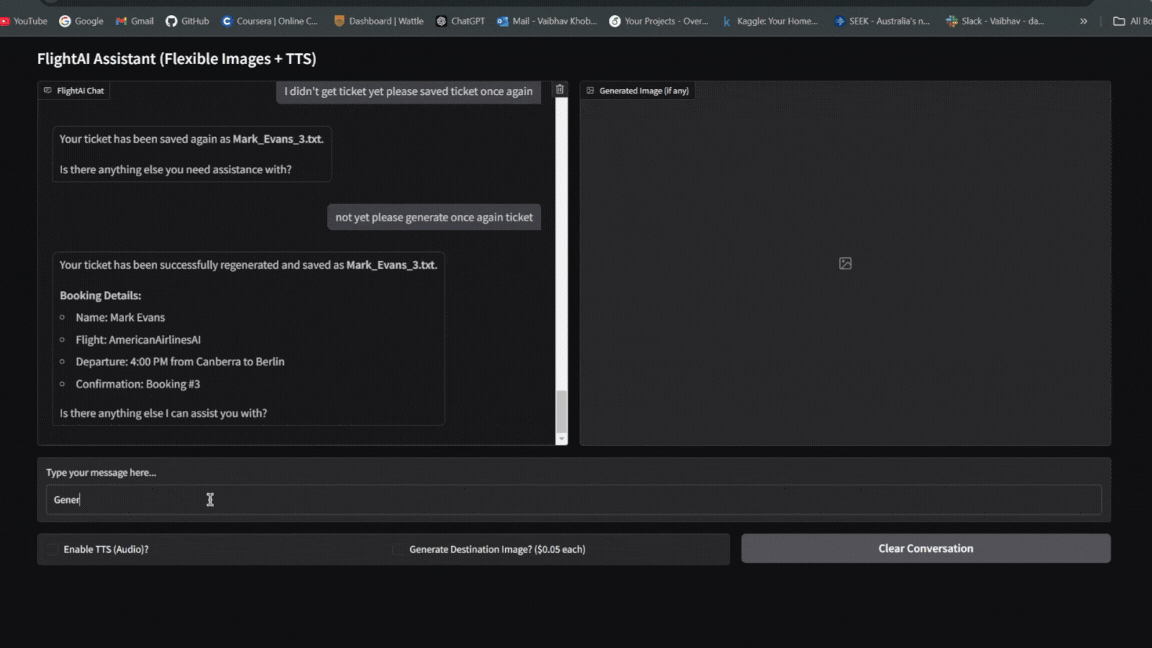 YouTube Google Gmail GitHub Coursera | Online C... Dashboard | Wattle ChatGPT Mail - Vaibhav Khob... Your Projects - Over... Kaggle: Your Home... SEEK - Australia's n... Slack - Vaibhav - da... » All Bo
FlightAI Assistant (Flexible Images + TTS)
FlightAI Chat
I didn't get ticket yet please saved ticket once again
Your ticket has been saved again as Mark_Evans_3.txt.
Is there anything else you need assistance with?
not yet please generate once again ticket
Your ticket has been successfully regenerated and saved as Mark_Evans_3.txt.
Booking Details:
Name: Mark Evans
Flight: AmericanAirlinesAI
Departure: 4:00 PM from Canberra to Berlin
Confirmation: Booking #3
Is there anything else I can assist you with?
Generated Image (if any)
Type your message here...
Gener
Enable TTS (Audio)?
Generate Destination Image? ($0.05 each)
Clear Conversation